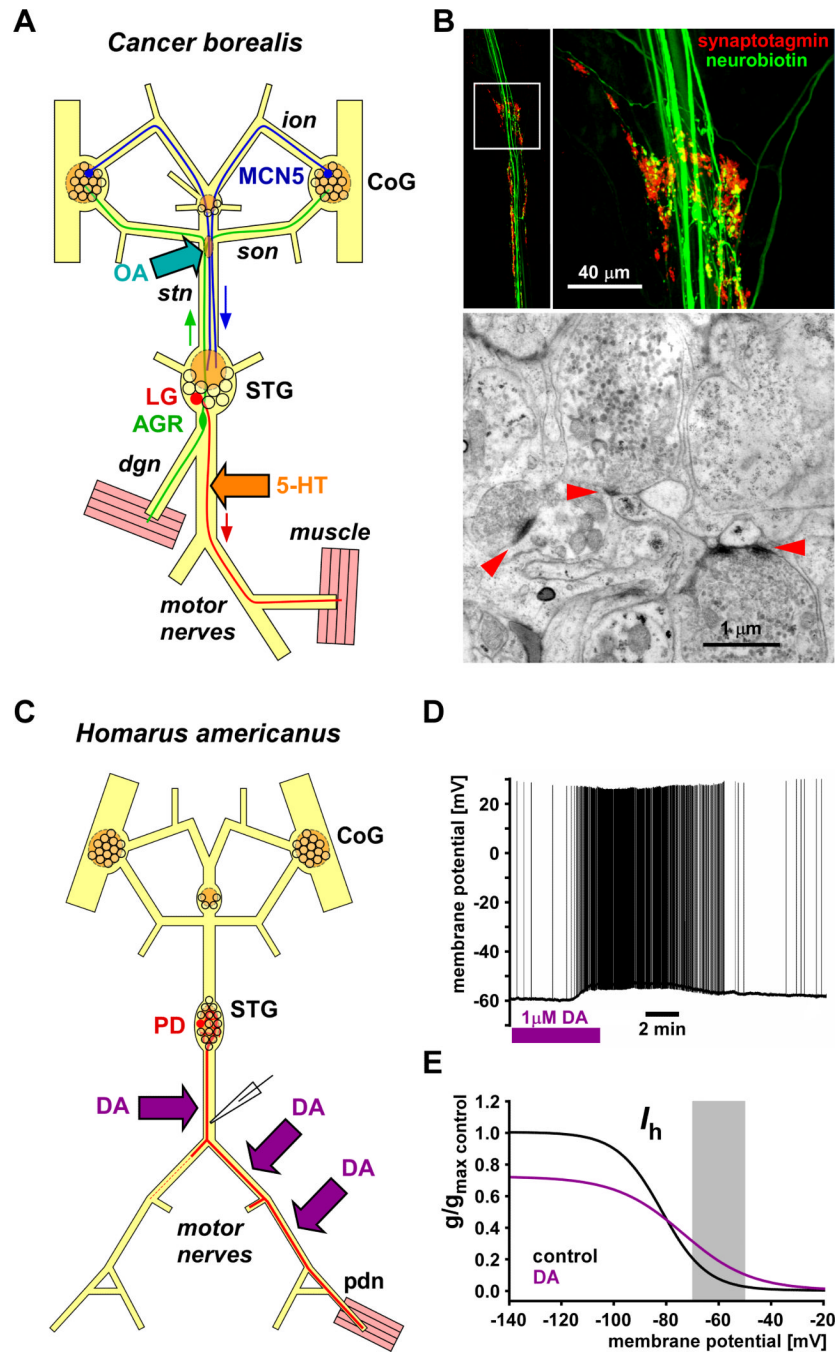 A
Cancer borealis
ion
MCN5
CoG
OA
son
stn
STG
LG
AGR
dgn
5-HT
muscle
motor
nerves
B
synaptotagmin
neurobiotin
40 μm
1 μm
C
Homarus americanus
CoG
STG
PD
DA
DA
DA
motor
nerves
pdn
D
membrane potential [mV]
20
0
-20
-40
-60
1μM DA
2 min
E
g/gmax control
1.2
1.0
0.8
0.6
0.4
0.2
0.0
Ih
control
DA
-140 -120 -100 -80 -60 -40 -20
membrane potential [mV]